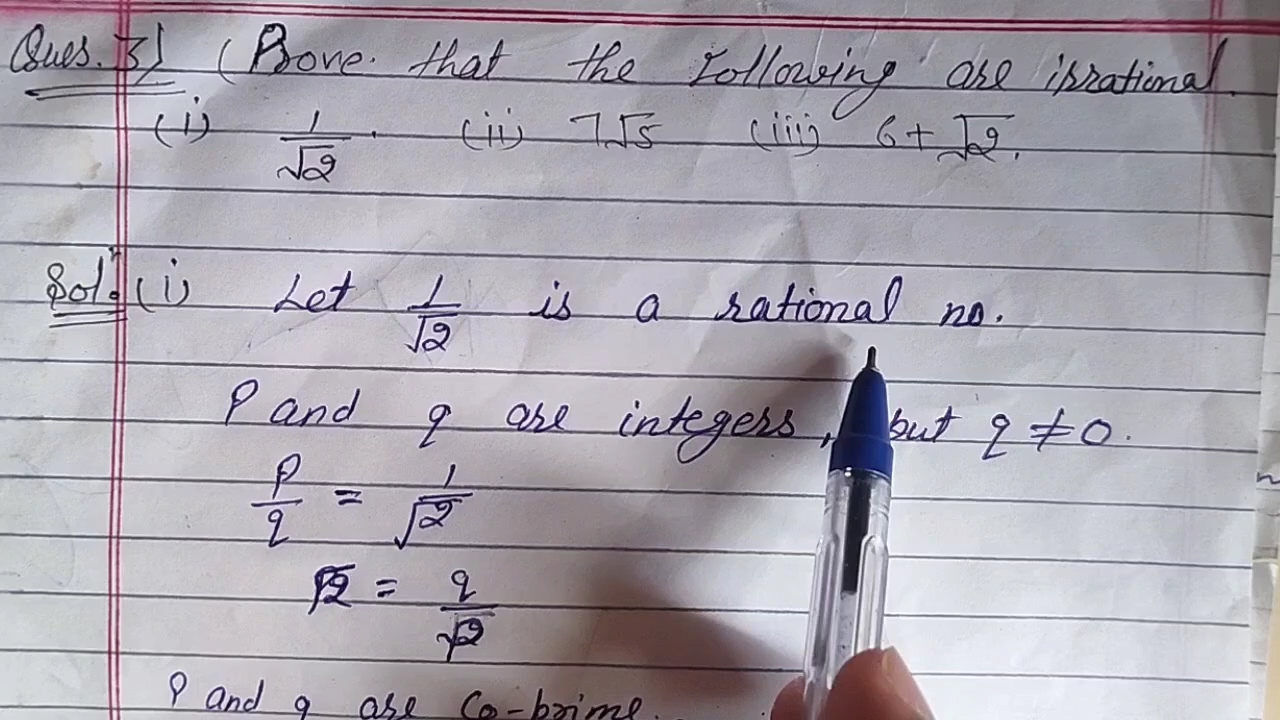 Ques. 3) Prove that the following are irrational.
(i) 1/√2. (ii) 7√5 (iii) 6+√2.
Solⁿ (i) Let 1/√2 is a rational no.
P and q are integers, but q ≠ 0.
P/q = 1/√2
= q/√2
P and q are co-prime.